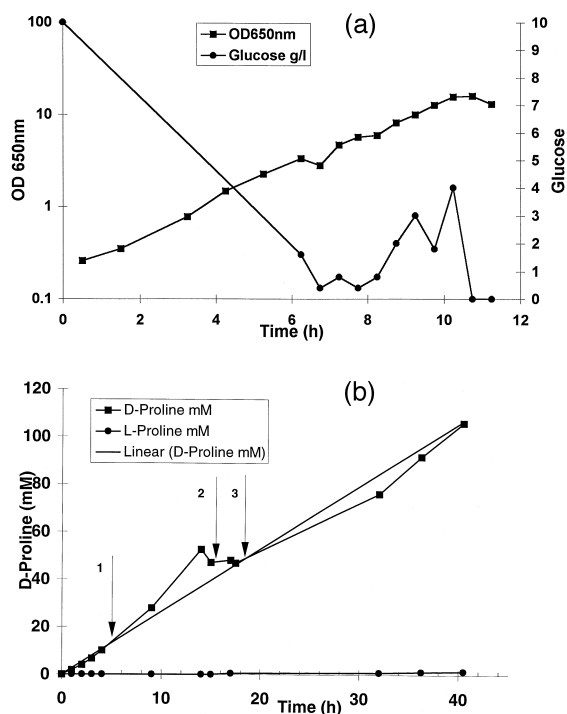 (a)
OD650nm
Glucose g/l
100
10
1
0.1
OD 650nm
10
9
8
7
6
5
4
3
2
1
0
Glucose
0 2 4 6 8 10 12
Time (h)
(b)
D-Proline mM
L-Proline mM
Linear (D-Proline mM)
120
100
80
60
40
20
0
D-Proline (mM)
1
2 3
0 10 20 30 40
Time (h)